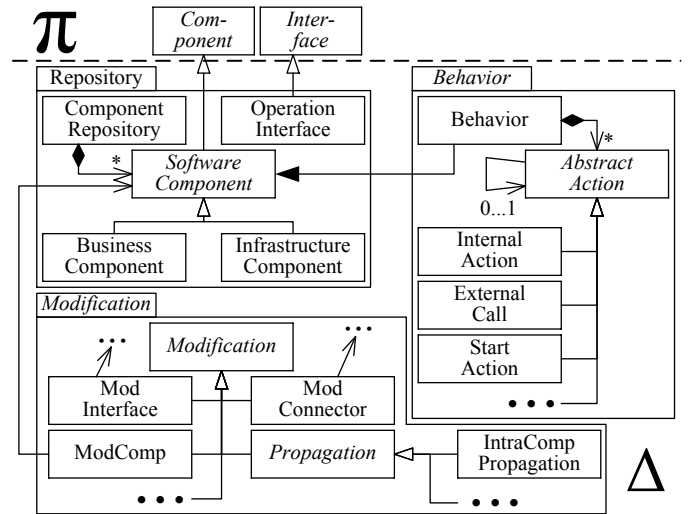 π
Com-
ponent
Inter-
face
Repository
Component
Repository
Operation
Interface
*
Software
Component
Business
Component
Infrastructure
Component
Behavior
Behavior
*
Abstract
Action
0...1
Internal
Action
External
Call
Start
Action
• • •
Modification
• • •
Modification
• • •
Mod
Interface
Mod
Connector
ModComp
Propagation
IntraComp
Propagation
• • •
• • •
Δ